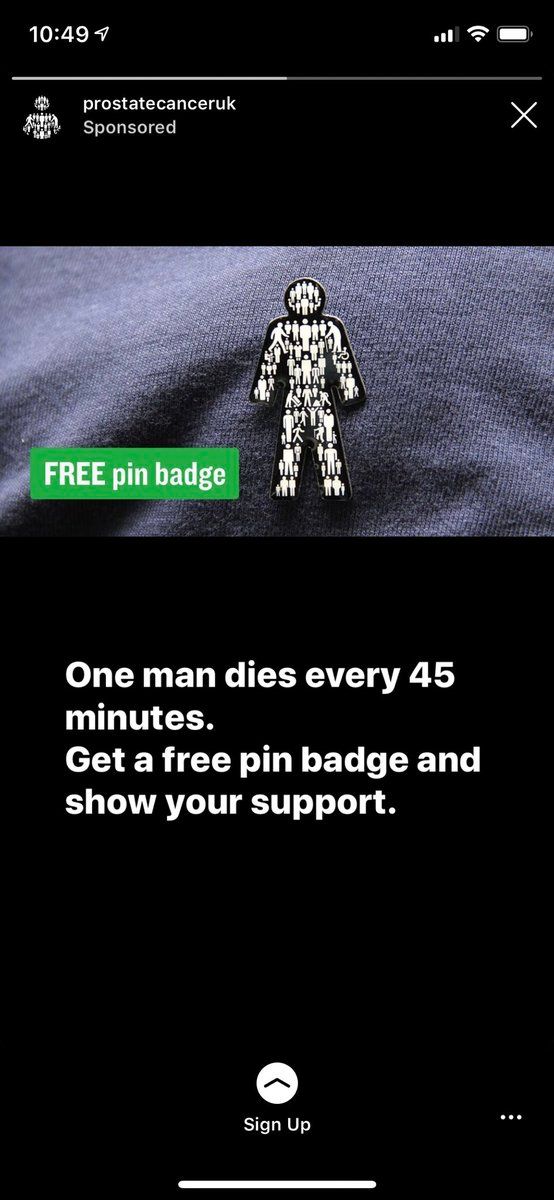 10:49
prostatecanceruk
Sponsored
FREE pin badge
One man dies every 45
minutes.
Get a free pin badge and
show your support.
Sign Up